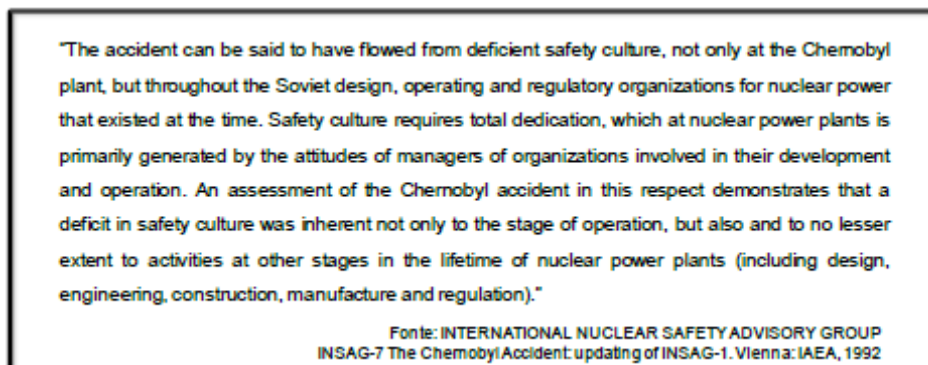 "The accident can be said to have flowed from deficient safety culture, not only at the Chernobyl
plant, but throughout the Soviet design, operating and regulatory organizations for nuclear power
that existed at the time. Safety culture requires total dedication, which at nuclear power plants is
primarily generated by the attitudes of managers of organizations involved in their development
and operation. An assessment of the Chernobyl accident in this respect demonstrates that a
deficit in safety culture was inherent not only to the stage of operation, but also and to no lesser
extent to activities at other stages in the lifetime of nuclear power plants (including design,
engineering, construction, manufacture and regulation)."
Fonte: INTERNATIONAL NUCLEAR SAFETY ADVISORY GROUP
INSAG-7 The Chernobyl Accident: updating of INSAG-1. Vienna: IAEA, 1992